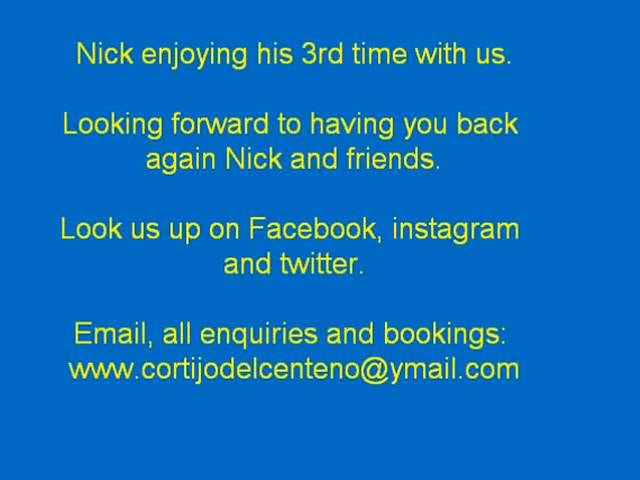 Nick enjoying his 3rd time with us.
Looking forward to having you back
again Nick and friends.
Look us up on Facebook, instagram
and twitter.
Email, all enquiries and bookings:
www.cortijodelcenteno@ymail.com